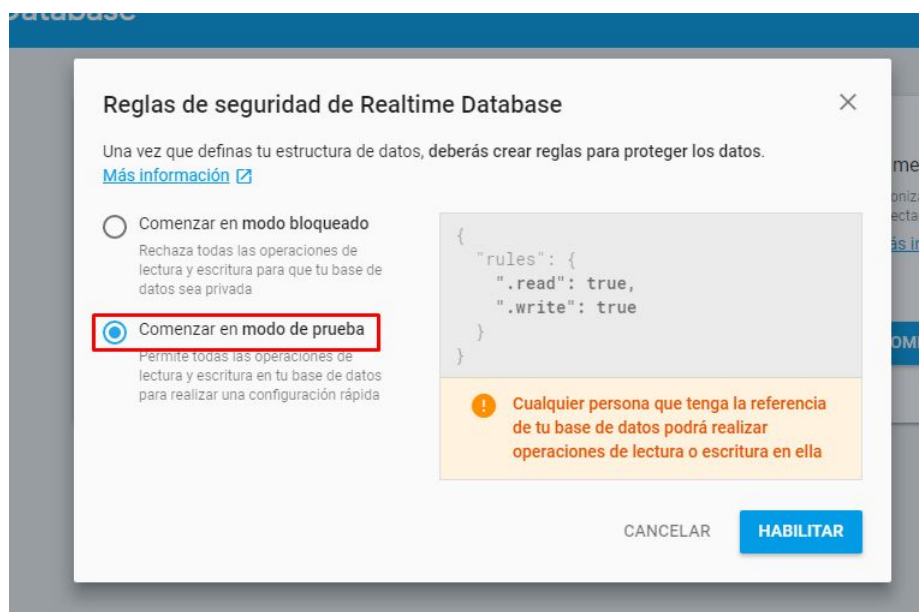 Database
Reglas de seguridad de Realtime Database
Una vez que definas tu estructura de datos, deberás crear reglas para proteger los datos.
Más información
Comenzar en modo bloqueado
Rechaza todas las operaciones de
lectura y escritura para que tu base de
datos sea privada
Comenzar en modo de prueba
Permite todas las operaciones de
lectura y escritura en tu base de datos
para realizar una configuración rápida
{
"rules": {
".read": true,
".write": true
}
}
Cualquier persona que tenga la referencia
de tu base de datos podrá realizar
operaciones de lectura o escritura en ella
CANCELAR
HABILITAR